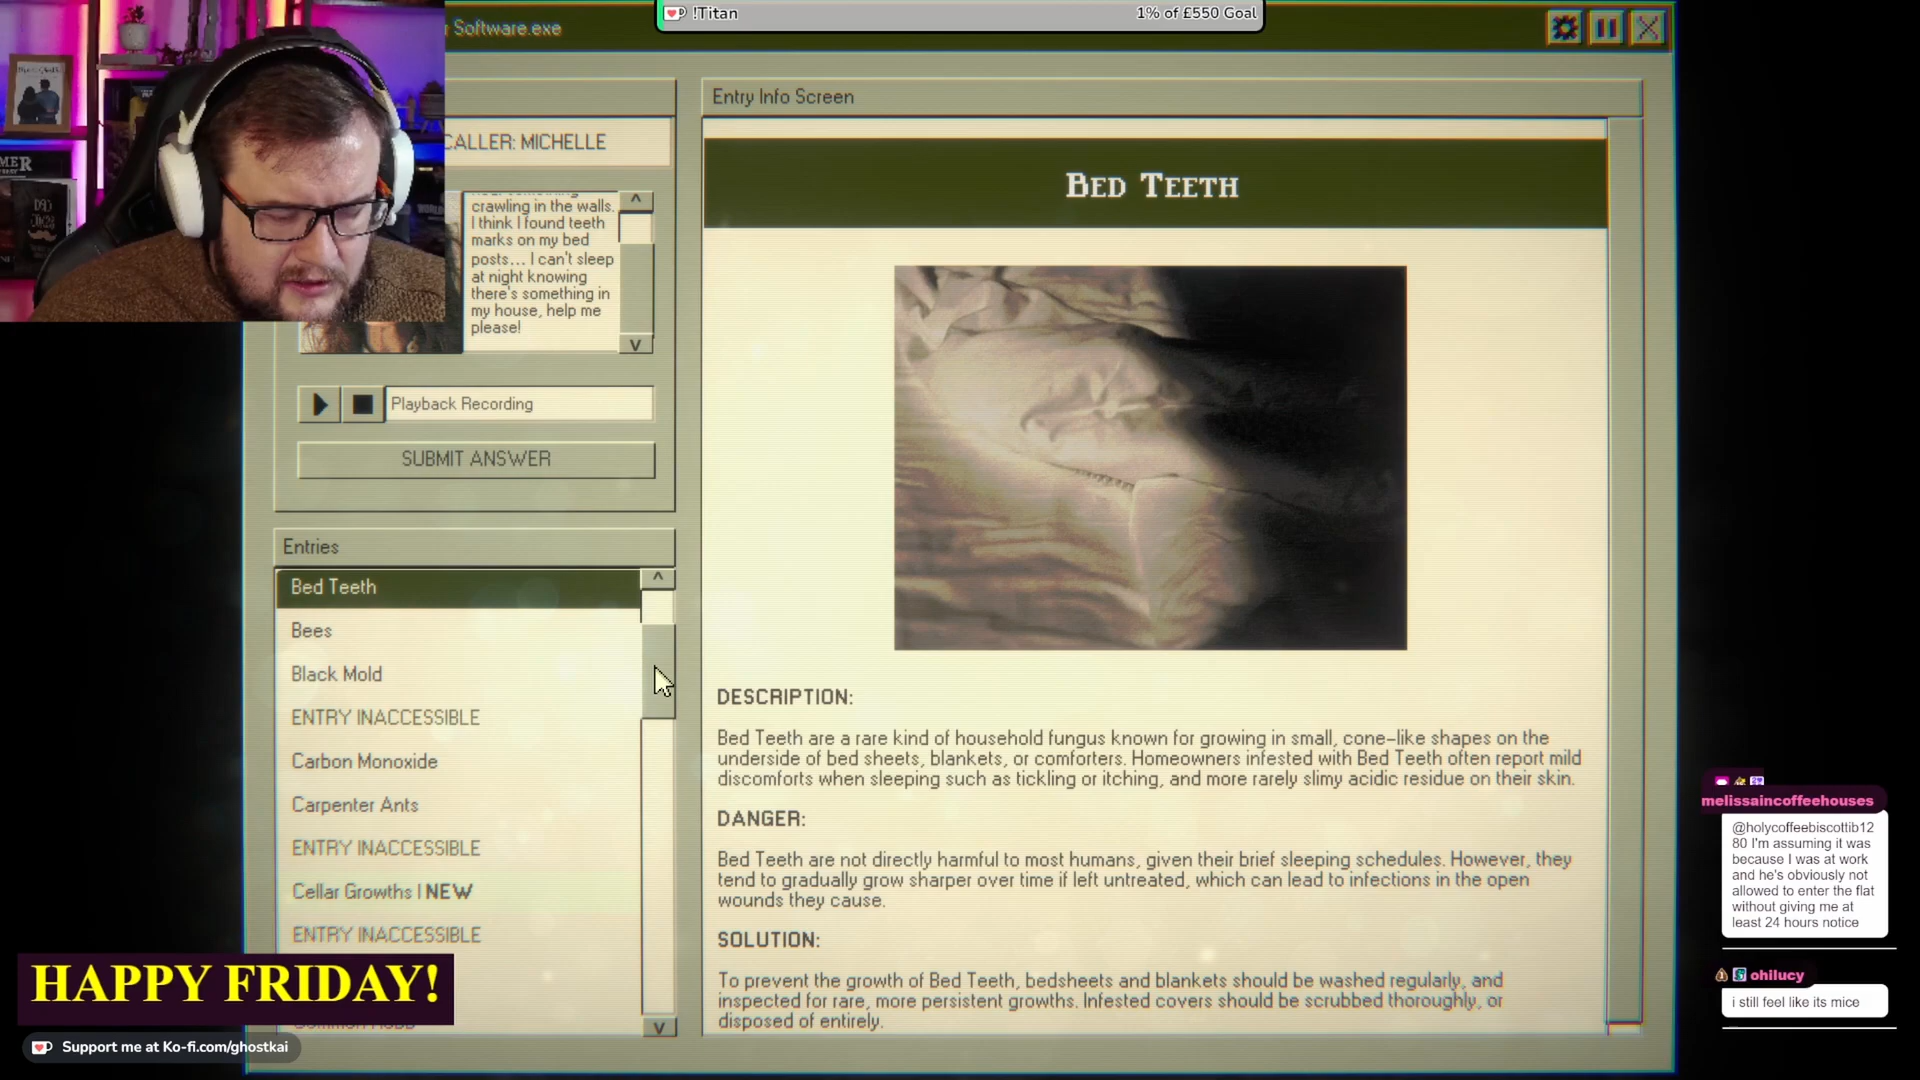 !Titan
1% of £550 Goal
Software.exe
CALLER: MICHELLE
crawling in the walls.
I think I found teeth
marks on my bed
posts... I can't sleep
at night knowing
there's something in
my house, help me
please!
Playback Recording
SUBMIT ANSWER
Entries
Bed Teeth
Bees
Black Mold
ENTRY INACCESSIBLE
Carbon Monoxide
Carpenter Ants
ENTRY INACCESSIBLE
Cellar Growths | NEW
ENTRY INACCESSIBLE
Entry Info Screen
BED TEETH
DESCRIPTION:
Bed Teeth are a rare kind of household fungus known for growing in small, cone-like shapes on the
underside of bed sheets, blankets, or comforters. Homeowners infested with Bed Teeth often report mild
discomforts when sleeping such as tickling or itching, and more rarely slimy acidic residue on their skin.
DANGER:
Bed Teeth are not directly harmful to most humans, given their brief sleeping schedules. However, they
tend to gradually grow sharper over time if left untreated, which can lead to infections in the open
wounds they cause.
SOLUTION:
To prevent the growth of Bed Teeth, bedsheets and blankets should be washed regularly, and
inspected for rare, more persistent growths. Infested covers should be scrubbed thoroughly, or
disposed of entirely.
HAPPY FRIDAY!
Support me at Ko-fi.com/ghostkai
melissaincoffeehouses
@holycoffeebiscottib12
80 I'm assuming it was
because I was at work
and he's obviously not
allowed to enter the flat
without giving me at
least 24 hours notice
ohilucy
i still feel like its mice